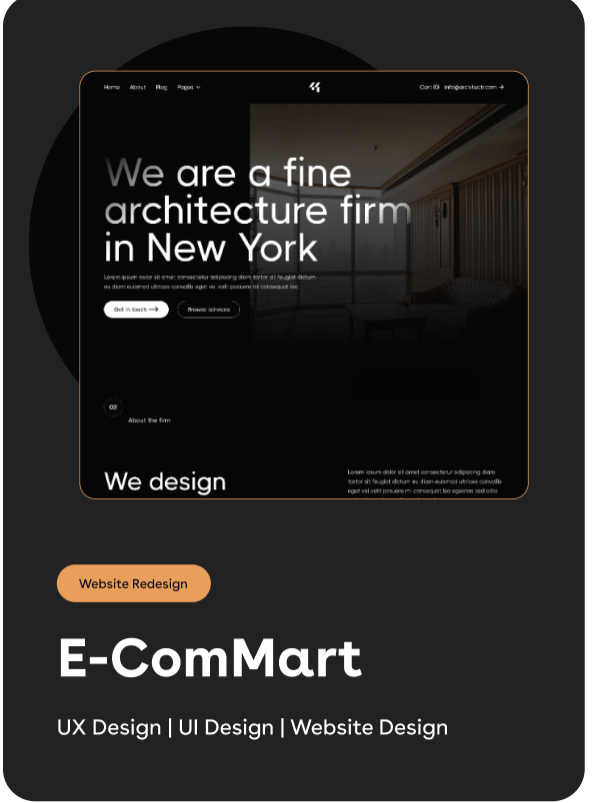 Home About Blog Pages
Cart (0) info@architect.com
We are a fine
architecture firm
in New York
Lorem ipsum dolor sit amet consectetur adipiscing diam tortor sit feugiat dictum
eu diam euismod ultrices convallis eget vel velit posuere mi consequat leo.
Get in touch
Browse services
02
About the firm
We design
Lorem ipsum dolor sit amet consectetur adipiscing diam
tortor sit feugiat dictum eu diam euismod ultrices convallis
eget vel velit posuere mi consequat leo egestas sed odio
Website Redesign
E-ComMart
UX Design | UI Design | Website Design